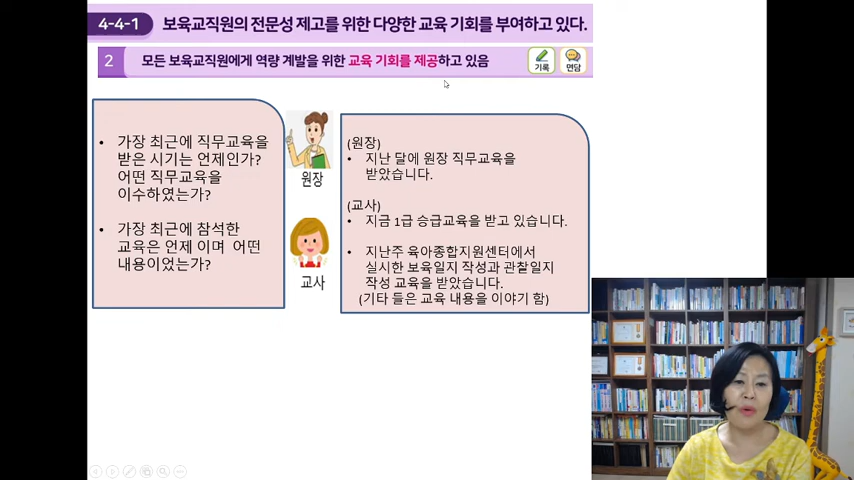 4-4-1 보육교직원의 전문성 제고를 위한 다양한 교육 기회를 부여하고 있다.
2 모든 보육교직원에게 역량 계발을 위한 교육 기회를 제공하고 있음
기록 면담
• 가장 최근에 직무교육을
받은 시기는 언제인가?
어떤 직무교육을
이수하였는가?
• 가장 최근에 참석한
교육은 언제 이며 어떤
내용이었는가?
원장
교사
(원장)
• 지난 달에 원장 직무교육을
받았습니다.
(교사)
• 지금 1급 승급교육을 받고 있습니다.
• 지난주 육아종합지원센터에서
실시한 보육일지 작성과 관찰일지
작성 교육을 받았습니다.
(기타 들은 교육 내용을 이야기 함)